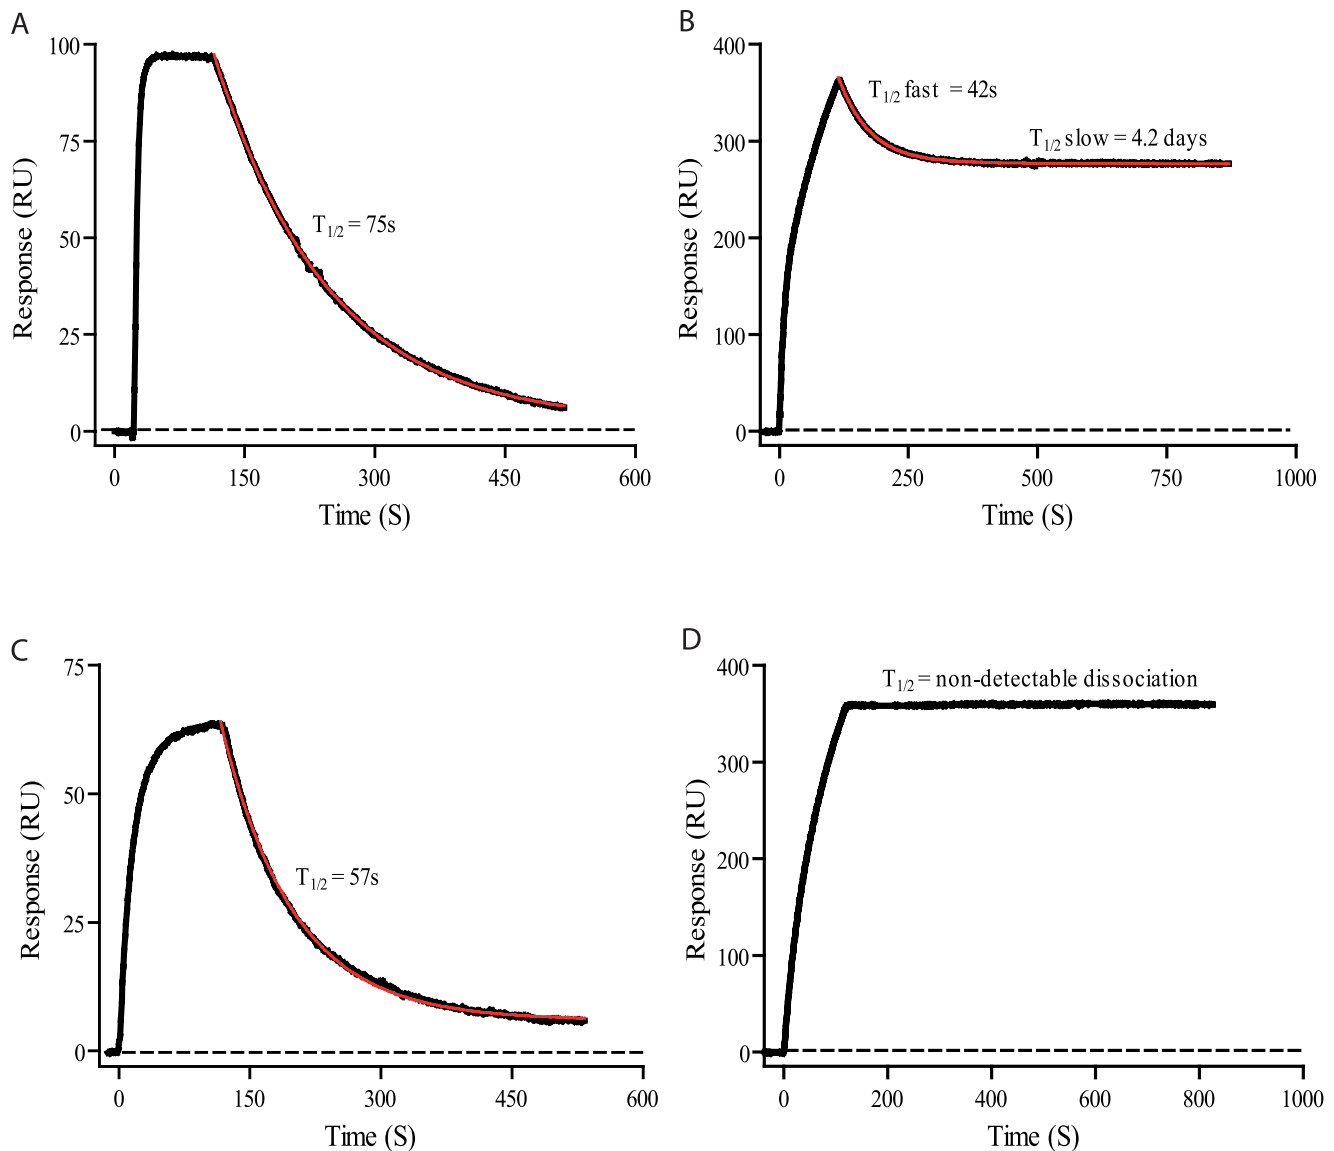 A
Response (RU)
100
75
50
25
0
T1/2 = 75s
0 150 300 450 600
Time (S)
B
Response (RU)
400
300
200
100
0
T1/2 fast = 42s
T1/2 slow = 4.2 days
0 250 500 750 1000
Time (S)
C
Response (RU)
75
50
25
0
T1/2 = 57s
0 150 300 450 600
Time (S)
D
Response (RU)
400
300
200
100
0
T1/2 = non-detectable dissociation
0 200 400 600 800 1000
Time (S)